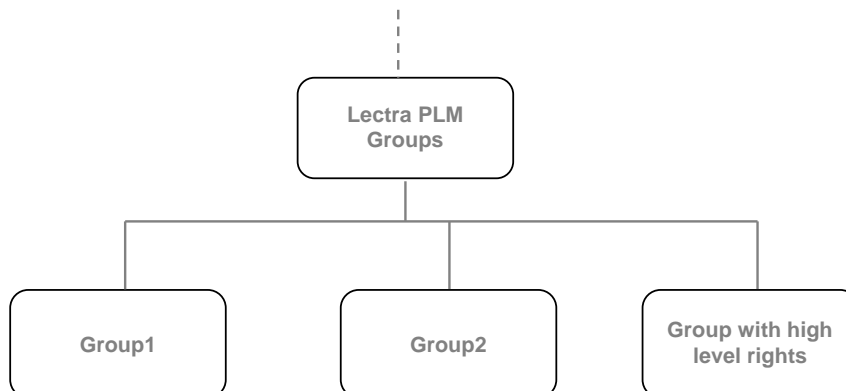 Lectra PLM
Groups
Group1
Group2
Group with high
level rights